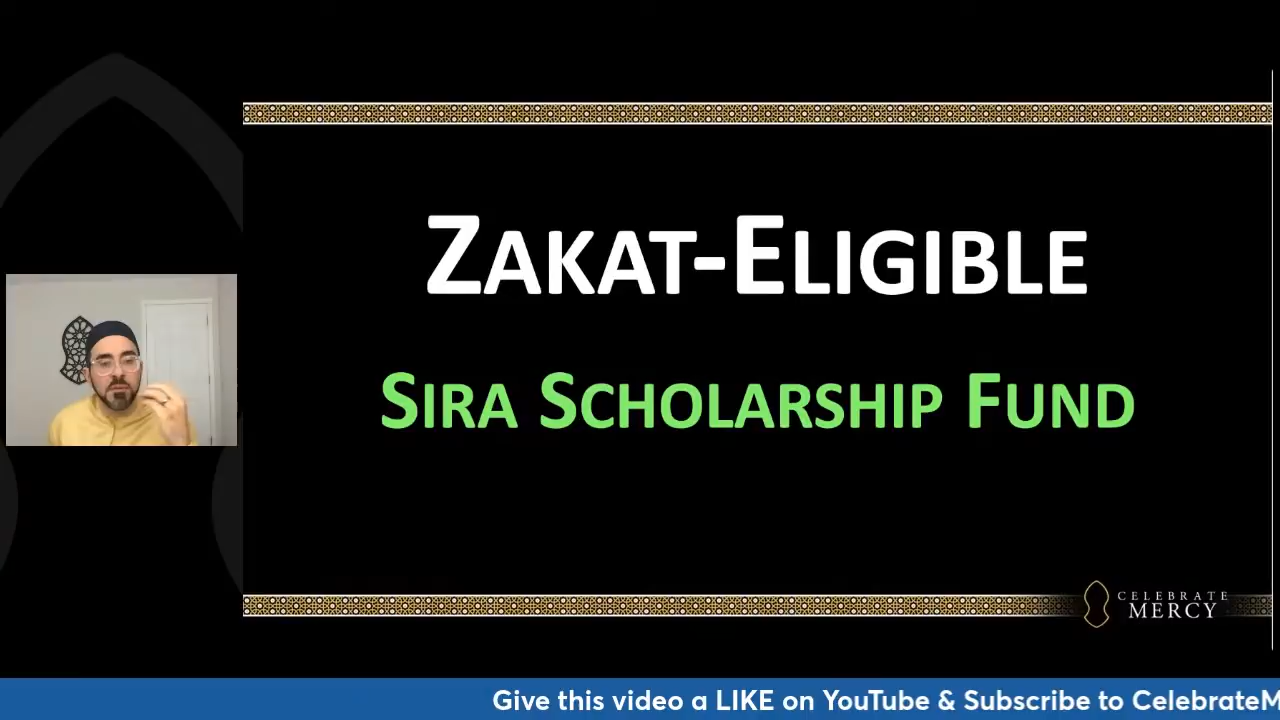 ZAKAT-ELIGIBLE
SIRA SCHOLARSHIP FUND
CELEBRATE
MERCY
Give this video a LIKE on YouTube & Subscribe to CelebrateM